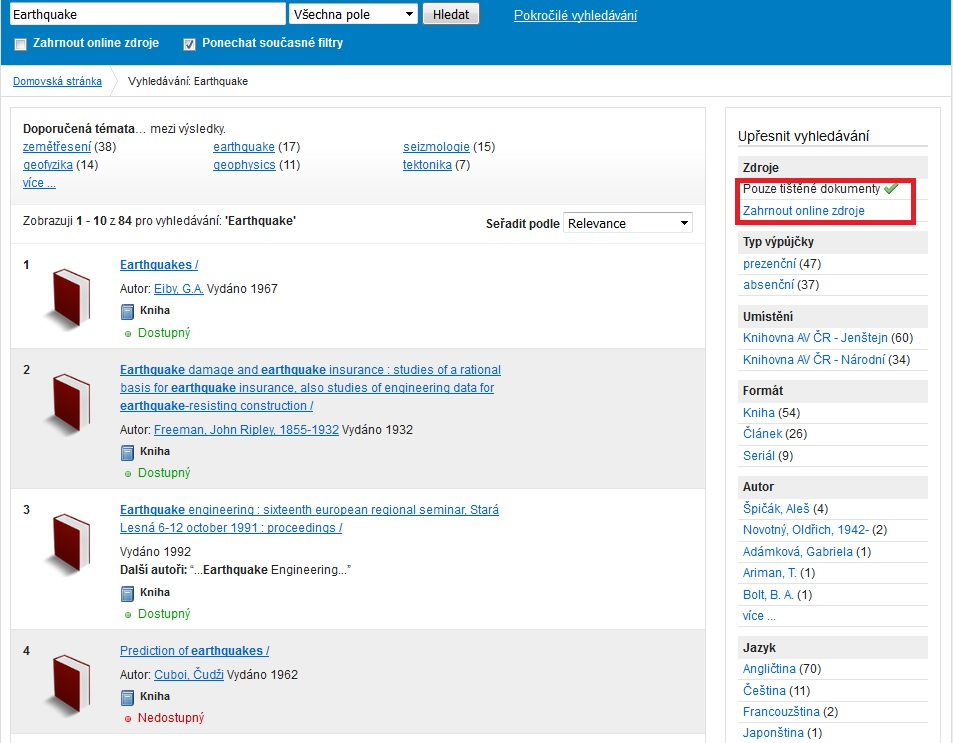 Earthquake Všechna pole Hledat Pokročilé vyhledávání
Zahrnout online zdroje Ponechat současné filtry
Domovská stránka Vyhledávání: Earthquake
Doporučená témata… mezi výsledky.
zemětřesení (38) earthquake (17) seizmologie (15)
geofyzika (14) geophysics (11) tektonika (7)
více ...
Zobrazuji 1 - 10 z 84 pro vyhledávání: 'Earthquake' Seřadit podle Relevance
1 Earthquakes /
Autor: Eiby, G.A. Vydáno 1967
Kniha
Dostupný
2 Earthquake damage and earthquake insurance : studies of a rational
basis for earthquake insurance, also studies of engineering data for
earthquake-resisting construction /
Autor: Freeman, John Ripley, 1855-1932 Vydáno 1932
Kniha
Dostupný
3 Earthquake engineering : sixteenth european regional seminar, Stará
Lesná 6-12 october 1991 : proceedings /
Vydáno 1992
Další autoři: “...Earthquake Engineering...”
Kniha
Dostupný
4 Prediction of earthquakes /
Autor: Cuboi, Čudži Vydáno 1962
Kniha
Nedostupný
Upřesnit vyhledávání
Zdroje
Pouze tištěné dokumenty
Zahrnout online zdroje
Typ výpůjčky
prezenční (47)
absenční (37)
Umístění
Knihovna AV ČR - Jenštejn (60)
Knihovna AV ČR - Národní (34)
Formát
Kniha (54)
Článek (26)
Seriál (9)
Autor
Špičák, Aleš (4)
Novotný, Oldřich, 1942- (2)
Adámková, Gabriela (1)
Ariman, T. (1)
Bolt, B. A. (1)
více ...
Jazyk
Angličtina (70)
Čeština (11)
Francouzština (2)
Japonština (1)